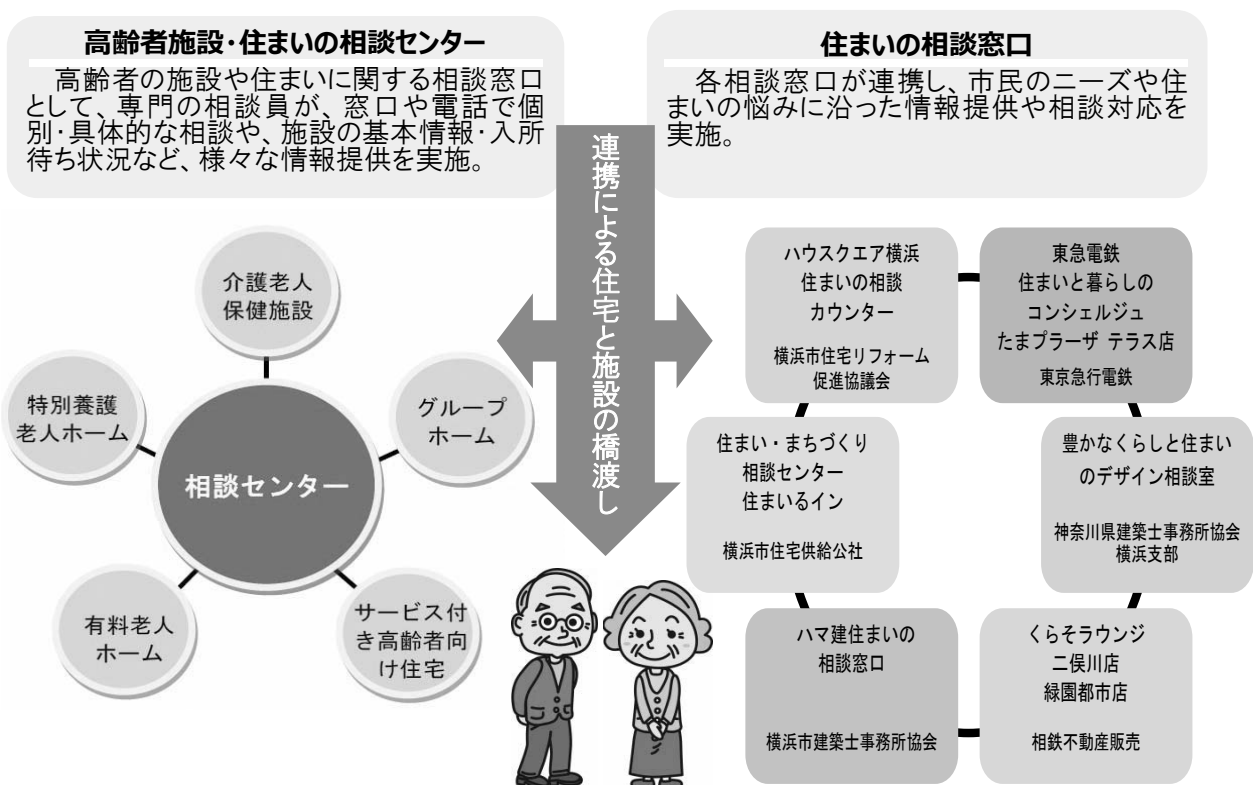 高齢者施設・住まいの相談センター
高齢者の施設や住まいに関する相談窓口
として、専門の相談員が、窓口や電話で個
別・具体的な相談や、施設の基本情報・入所
待ち状況など、様々な情報提供を実施。
住まいの相談窓口
各相談窓口が連携し、市民のニーズや住
まいの悩みに沿った情報提供や相談対応を
実施。
連携による住宅と施設の橋渡し
介護老人
保健施設
特別養護
老人ホーム
グループ
ホーム
相談センター
有料老人
ホーム
サービス付
き高齢者向
け住宅
ハウスクエア横浜
住まいの相談
カウンター
横浜市住宅リフォーム
促進協議会
東急電鉄
住まいと暮らしの
コンシェルジュ
たまプラーザ テラス店
東京急行電鉄
住まい・まちづくり
相談センター
住まいるイン
横浜市住宅供給公社
豊かなくらしと住まい
のデザイン相談室
神奈川県建築士事務所協会
横浜支部
ハマ建住まいの
相談窓口
横浜市建築士事務所協会
くらそラウンジ
二俣川店
緑園都市店
相鉄不動産販売